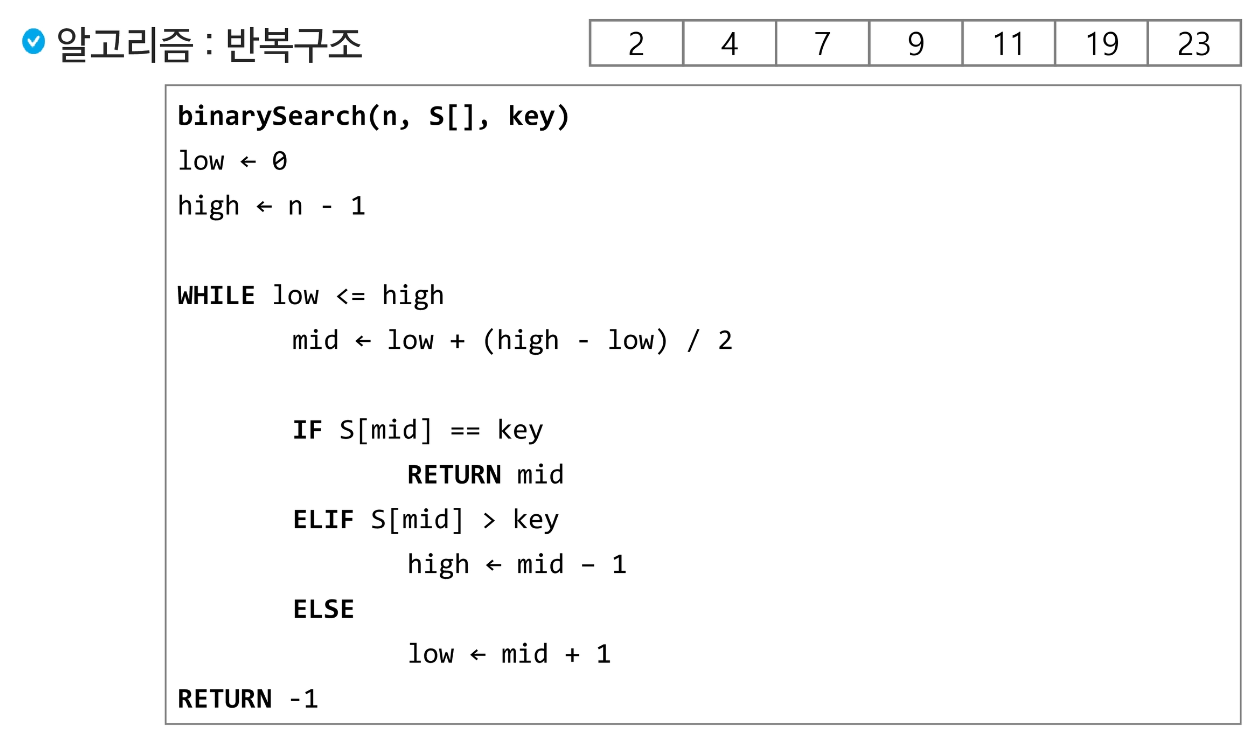 알고리즘 : 반복구조
2 4 7 9 11 19 23
binarySearch(n, S[], key)
low ← 0
high ← n - 1
WHILE low <= high
mid ← low + (high - low) / 2
IF S[mid] == key
RETURN mid
ELIF S[mid] > key
high ← mid – 1
ELSE
low ← mid + 1
RETURN -1